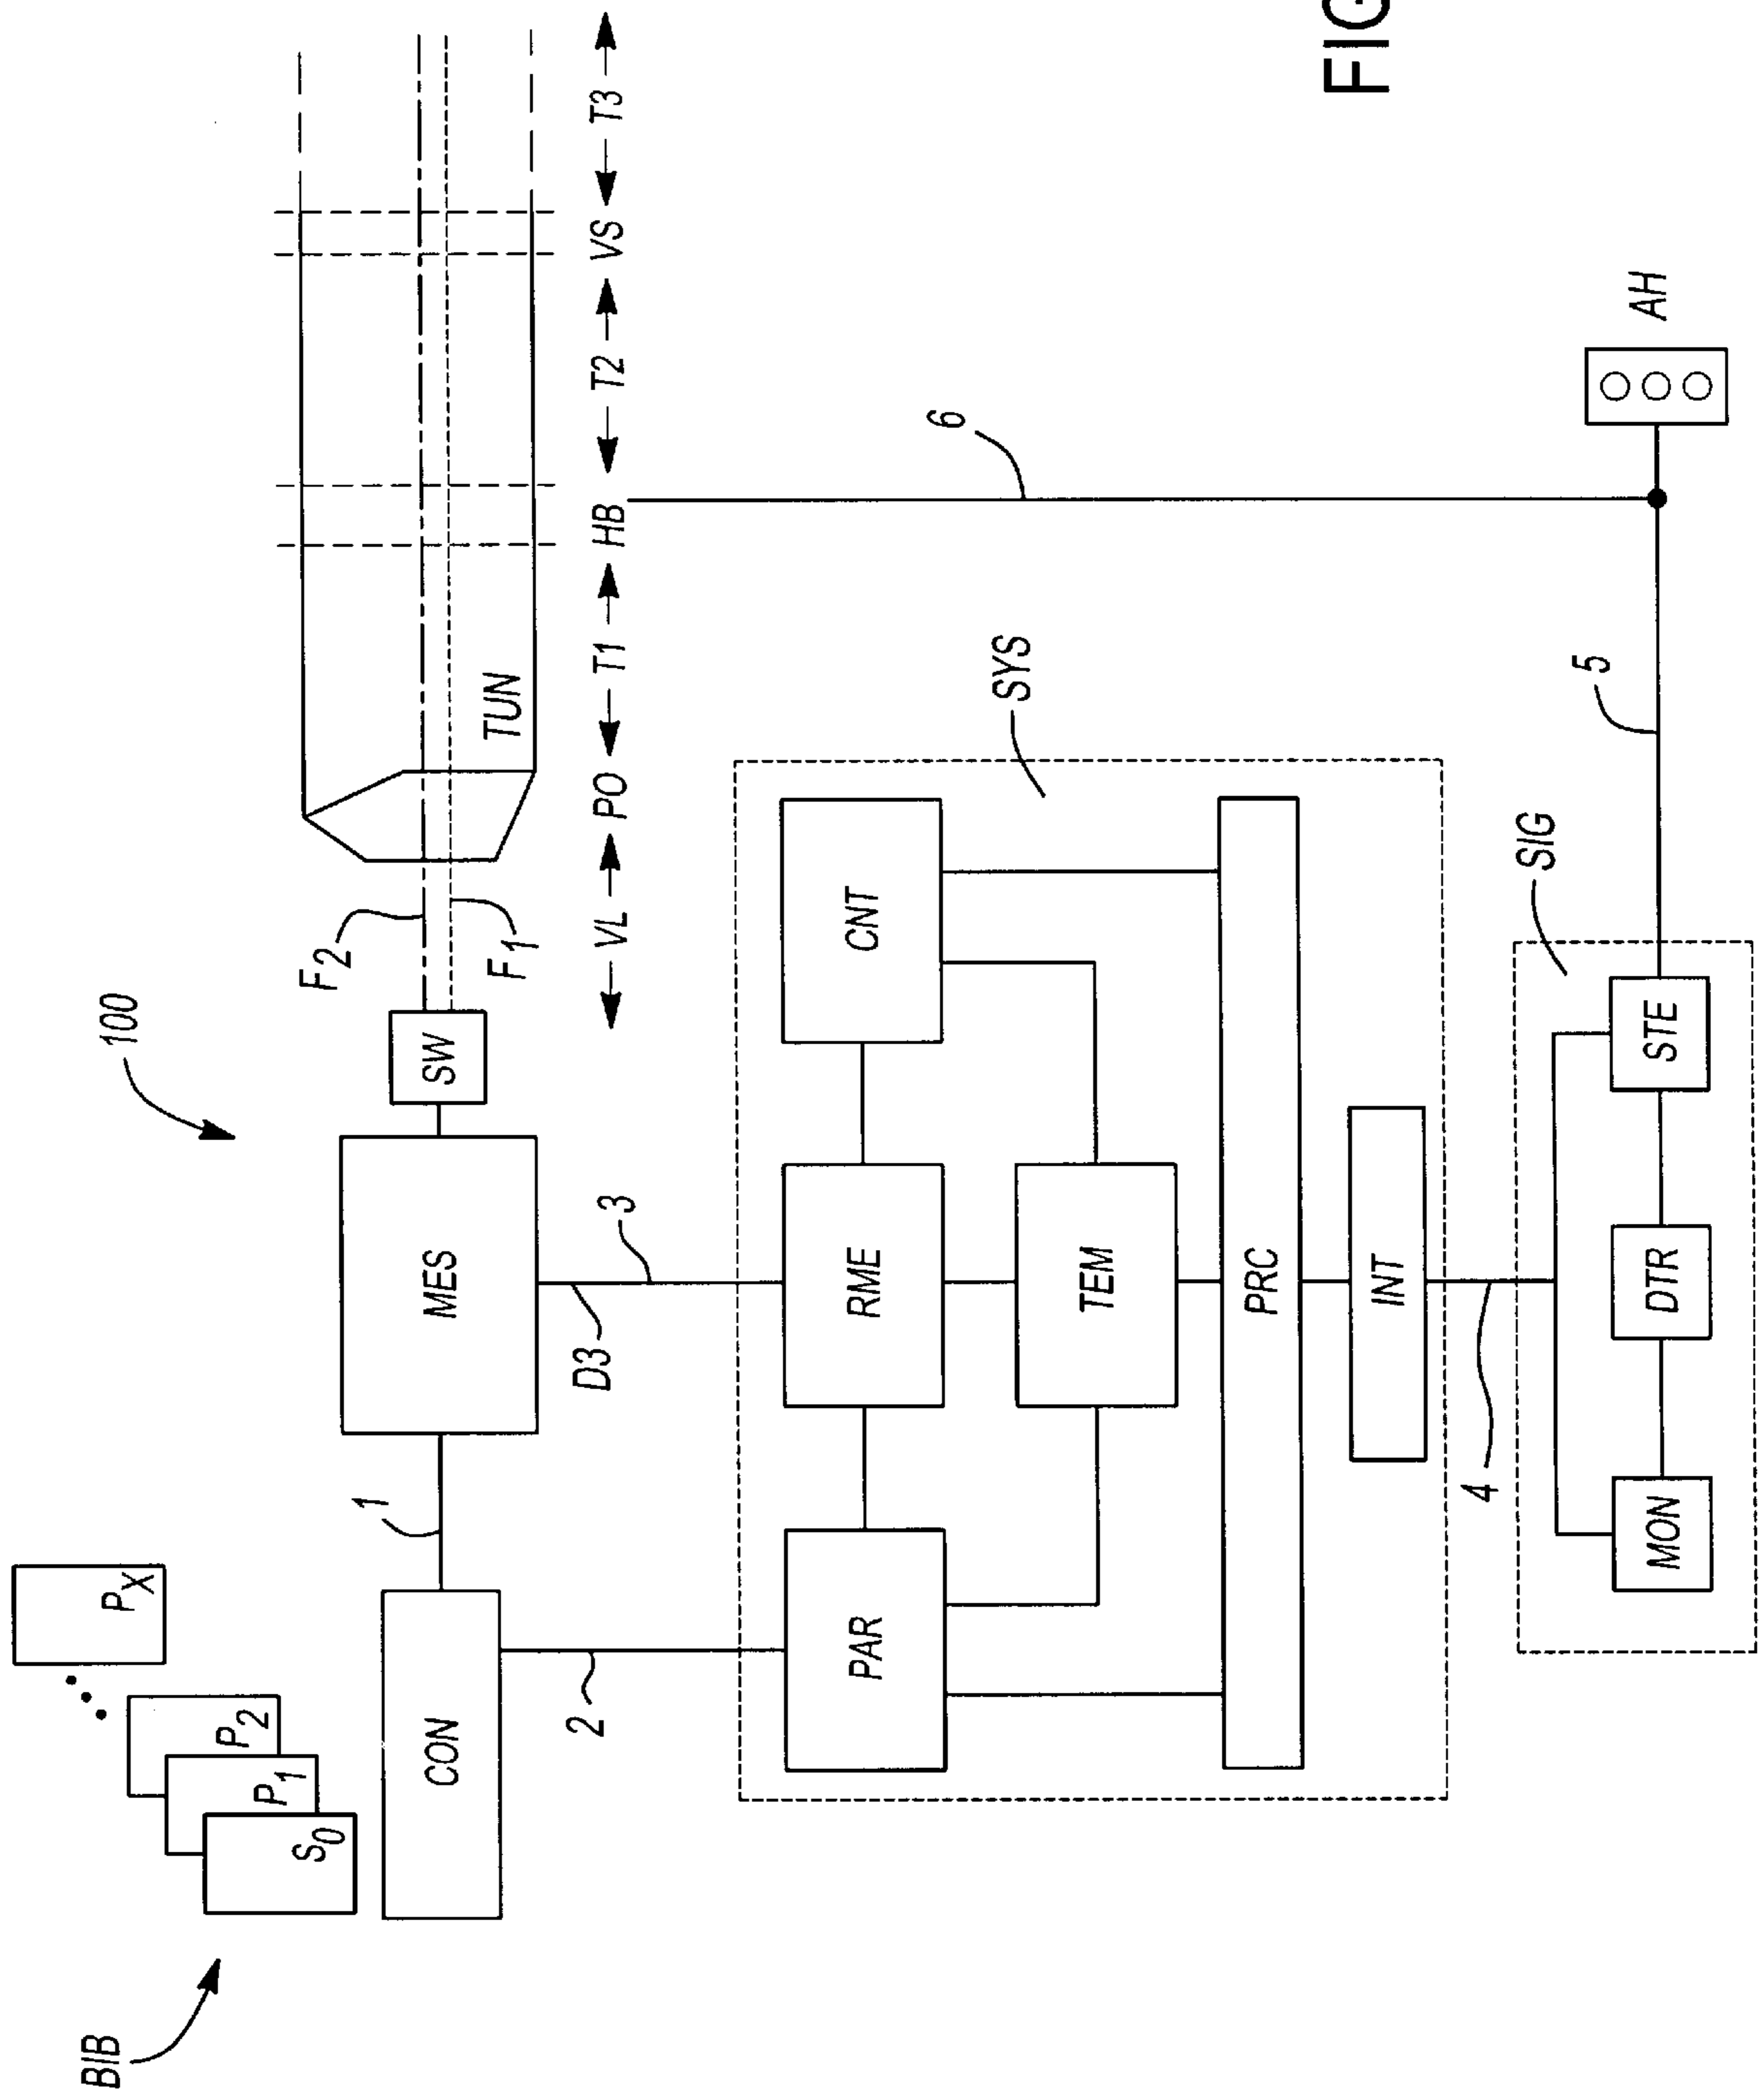 BIB
S0
P1
P2
PX
100
CON
1
MES
SW
F2
F1
TUN
VL
PO
T1
HB
T2
VS
T3
2
D3
3
SYS
PAR
RME
CNT
TEM
PRC
INT
6
4
SIG
MON
DTR
STE
5
AH
FIG